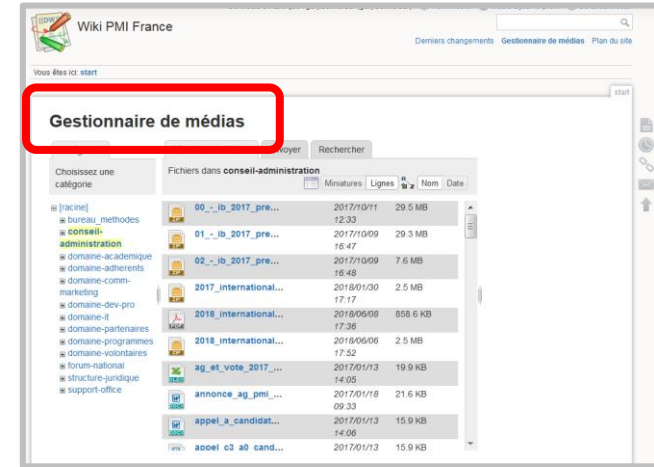 Wiki PMI France
Derniers changements Gestionnaire de médias Plan du site
Vous êtes ici: start
start
Gestionnaire de médias
Rechercher
Choisissez une catégorie
[racine]
bureau_methodes
conseil-administration
domaine-academique
domaine-adherents
domaine-comm-marketing
domaine-dev-pro
domaine-it
domaine-partenaires
domaine-programmes
domaine-volontaires
forum-national
structure-juridique
support-office
Fichiers dans conseil-administration
Miniatures Lignes Nom Date
00_-_ib_2017_pre... 2017/10/11 12:33 29.5 MB
01_-_ib_2017_pre... 2017/10/09 16:47 29.3 MB
02_-_ib_2017_pre... 2017/10/09 16:48 7.6 MB
2017_international... 2018/01/30 17:17 2.5 MB
2018_international... 2018/06/08 17:36 858.6 KB
2018_international... 2018/06/06 17:52 2.5 MB
ag_et_vote_2017_... 2017/01/13 14:05 19.9 KB
annonce_ag_pmi_... 2017/01/18 09:33 21.6 KB
appel_a_candidat... 2017/01/13 14:06 15.9 KB
appel_c3_a0_cand... 2017/01/13 15.9 KB